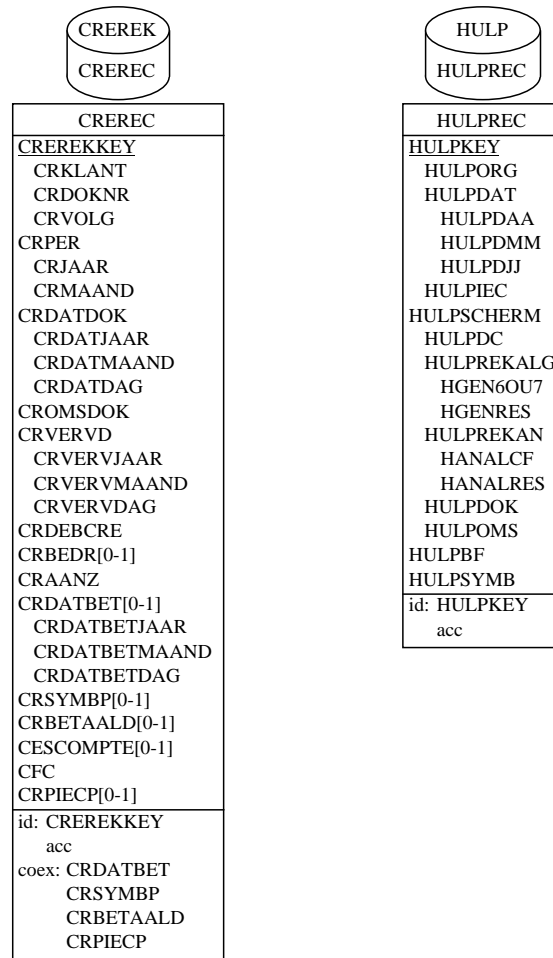 CREREK
CREREC
CREREC
CREREKKEY
CRKLANT
CRDOKNR
CRVOLG
CRPER
CRJAAR
CRMAAND
CRDATDOK
CRDATJAAR
CRDATMAAND
CRDATDAG
CROMSDOK
CRVERVD
CRVERVJAAR
CRVERVMAAND
CRVERVDAG
CRDEBCRE
CRBEDR[0-1]
CRAANZ
CRDATBET[0-1]
CRDATBETJAAR
CRDATBETMAAND
CRDATBETDAG
CRSYMBP[0-1]
CRBETAALD[0-1]
CESCOMPTE[0-1]
CFC
CRPIECP[0-1]
id: CREREKKEY
acc
coex: CRDATBET
CRSYMBP
CRBETAALD
CRPIECP
HULP
HULPREC
HULPREC
HULPKEY
HULPORG
HULPDAT
HULPDAA
HULPDMM
HULPDJJ
HULPIEC
HULPSCHERM
HULPDC
HULPREKALG
HGEN6OU7
HGENRES
HULPREKAN
HANALCF
HANALRES
HULPDOK
HULPOMS
HULPBF
HULPSYMB
id: HULPKEY
acc